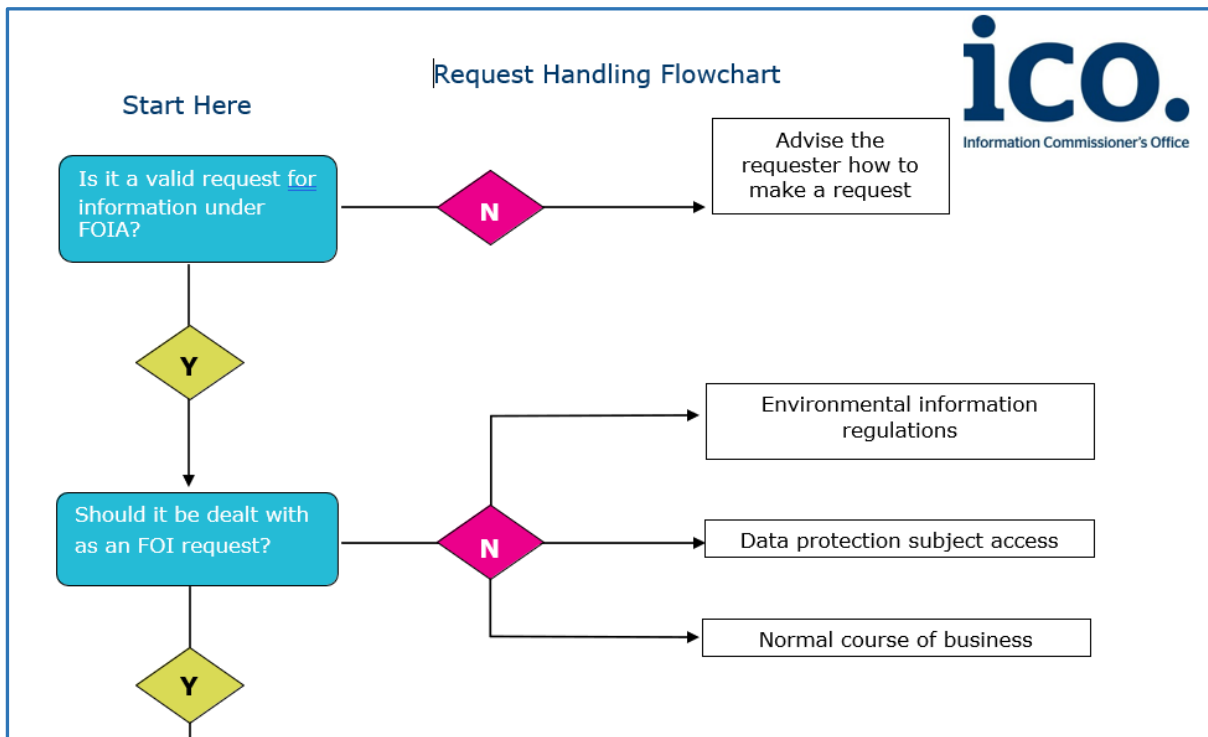 Request Handling Flowchart
ico.
Information Commissioner's Office
Start Here
Is it a valid request for
information under
FOIA?
N
Advise the
requester how to
make a request
Y
Should it be dealt with
as an FOI request?
N
Environmental information
regulations
Data protection subject access
Normal course of business
Y